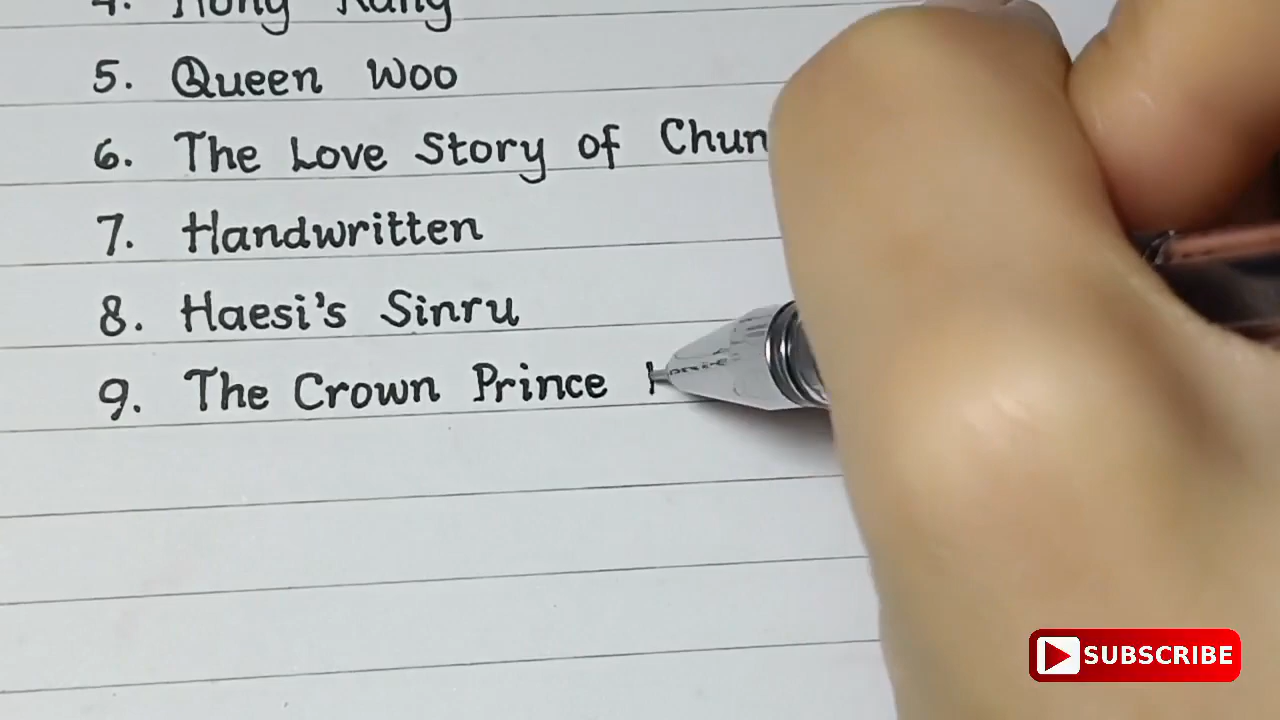 5. Queen Woo
6. The Love Story of Chun
7. Handwritten
8. Haesi's Sinru
9. The Crown Prince
SUBSCRIBE